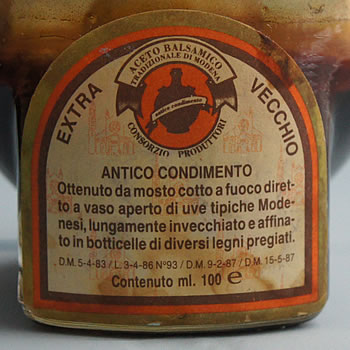 ACETO BALSAMICO
TRADIZIONALE DI MODENA
antico condimento
CONSORZIO PRODUTTORI
EXTRA VECCHIO
ANTICO CONDIMENTO
Ottenuto da mosto cotto a fuoco diret-
to a vaso aperto di uve tipiche Mode-
nesi, lungamente invecchiato e affina-
to in botticelle di diversi legni pregiati.
D.M. 5-4-83 / L. 3-4-86 N°93 / D.M. 9-2-87 / D.M. 15-5-87
Contenuto ml. 100 e